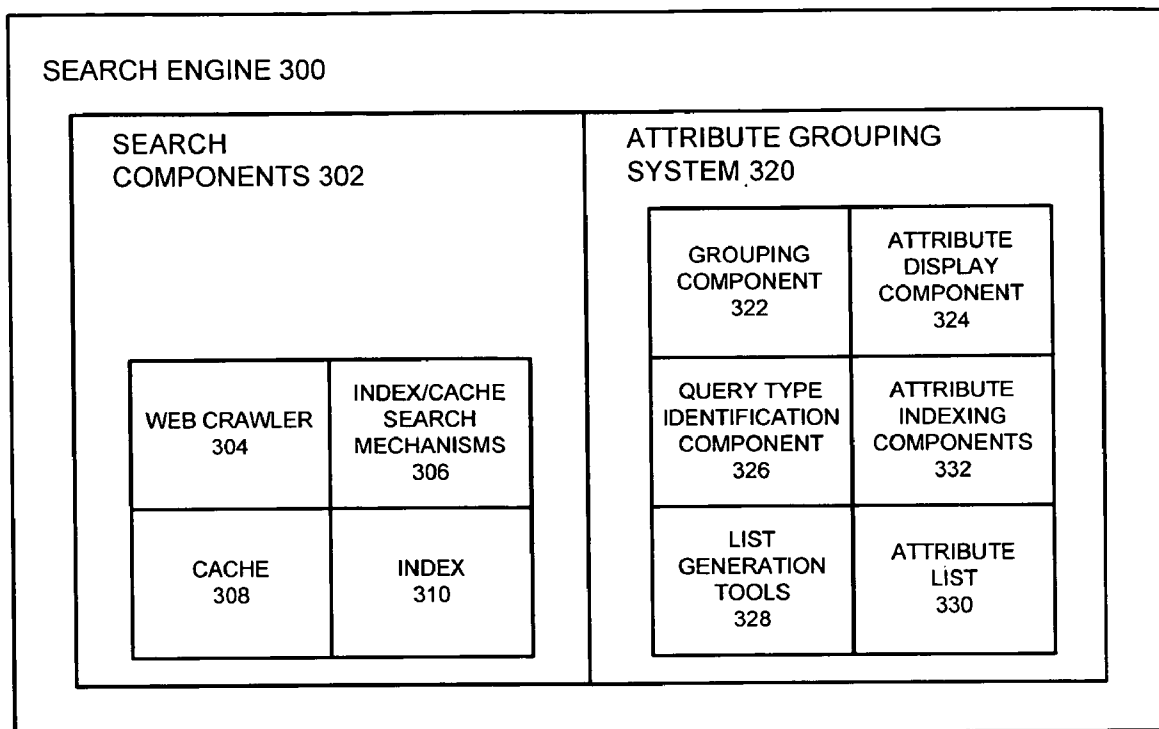 SEARCH ENGINE 300
SEARCH
COMPONENTS 302
WEB CRAWLER
304
INDEX/CACHE
SEARCH
MECHANISMS
306
CACHE
308
INDEX
310
ATTRIBUTE GROUPING
SYSTEM 320
GROUPING
COMPONENT
322
ATTRIBUTE
DISPLAY
COMPONENT
324
QUERY TYPE
IDENTIFICATION
COMPONENT
326
ATTRIBUTE
INDEXING
COMPONENTS
332
LIST
GENERATION
TOOLS
328
ATTRIBUTE
LIST
330